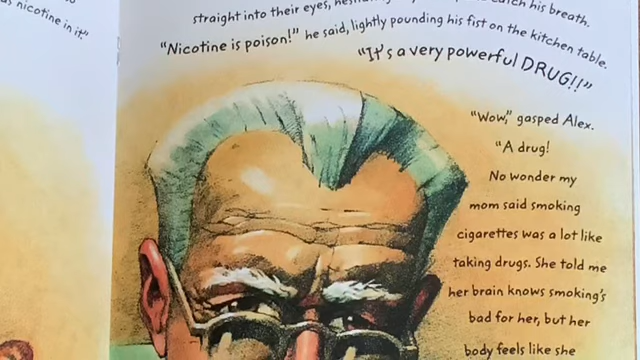 nicotine in it."
straight into their eyes, catch his breath.
"Nicotine is poison!" he said, lightly pounding his fist on the kitchen table.
"It's a very powerful DRUG!!"
"Wow," gasped Alex.
"A drug!
No wonder my
mom said smoking
cigarettes was a lot like
taking drugs. She told me
her brain knows smoking's
bad for her, but her
body feels like she